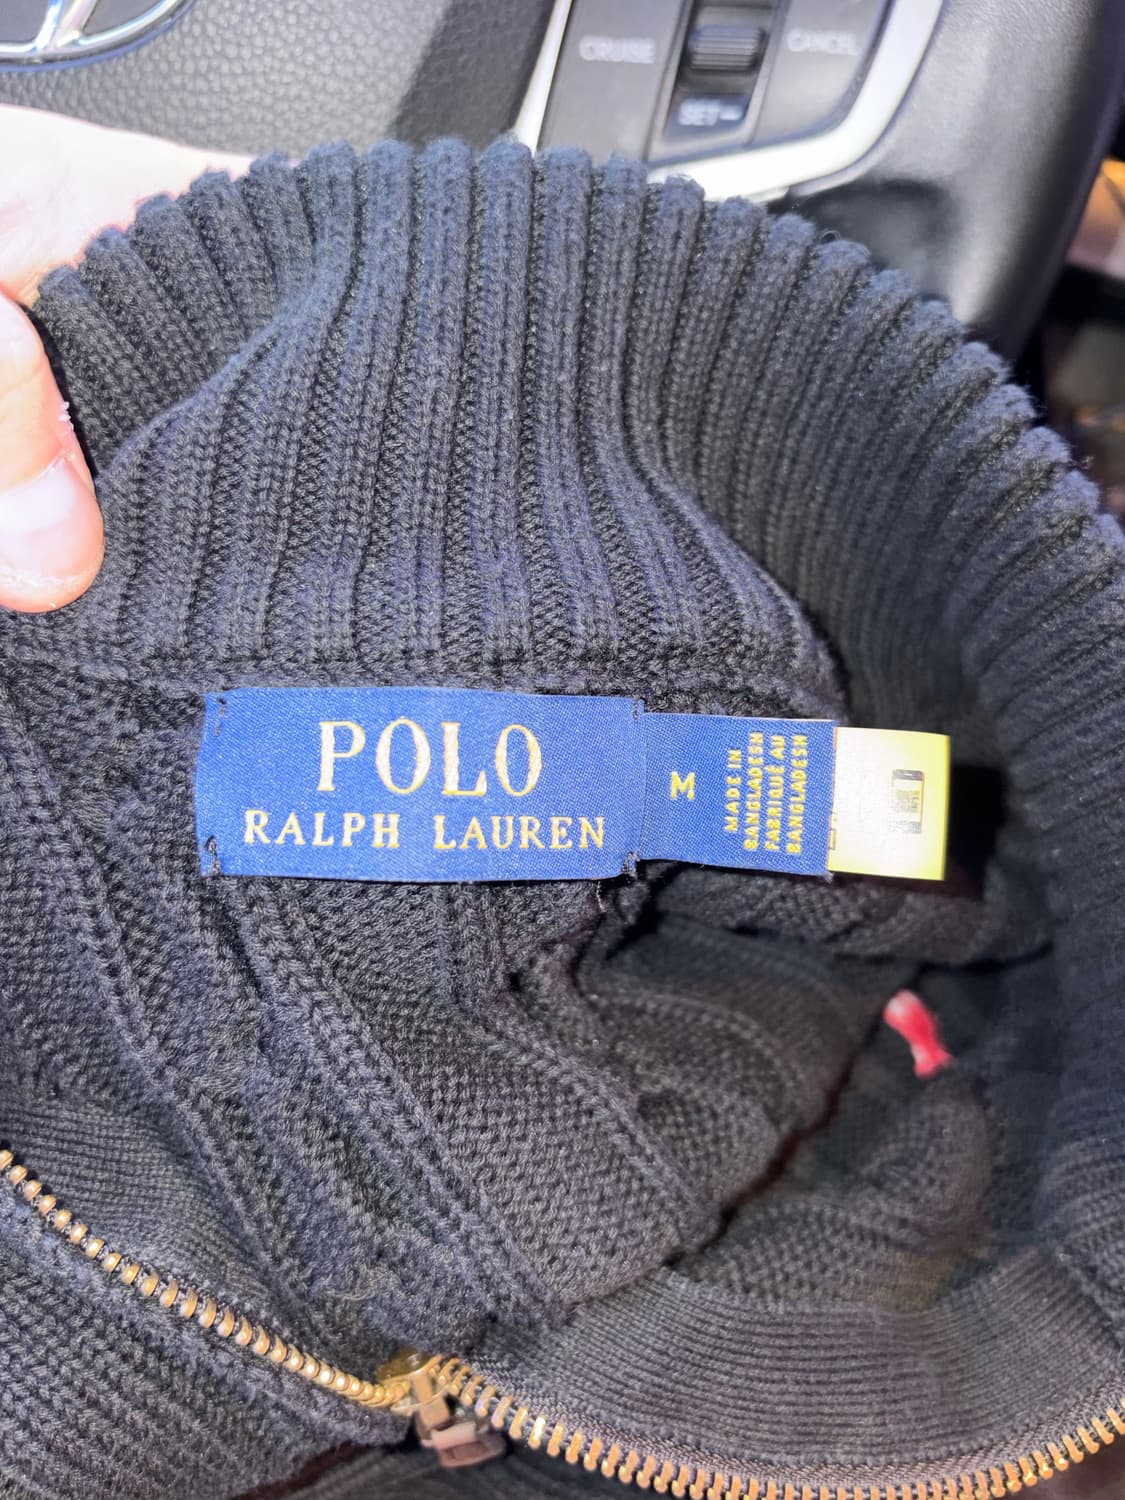 CRUISE
CANCEL
SET−
POLO
RALPH LAUREN
M
MADE IN
BANGLADESH
FABRIQUÉ AU
BANGLADESH